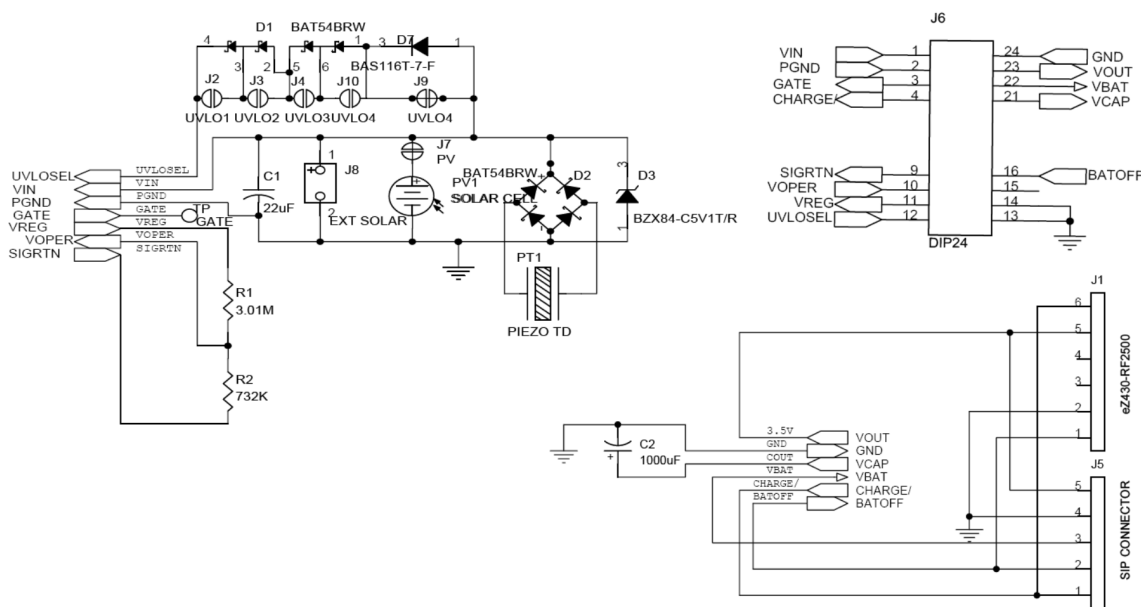 D1
BAT54BRW
D7
4
1
3
1
BAS116T-7-F
3
2
5
6
J2
J3
J4
J10
J9
UVLO1
UVLO2
UVLO3
UVLO4
UVLO4
UVLOSEL
VIN
PGND
GATE
VREG
VOPER
SIGRTN
UVLOSEL
VIN
PGND
GATE
VREG
VOPER
SIGRTN
TP
GATE
C1
22uF
1
J8
2
EXT SOLAR
J7
PV
PV1
SOLAR CELL
BAT54BRW
D2
+
-
3
D3
BZX84-C5V1T/R
1
PT1
PIEZO TD
R1
3.01M
R2
732K
J6
VIN 1
PGND 2
GATE 3
CHARGE/ 4
24 GND
23 VOUT
22 VBAT
21 VCAP
SIGRTN 9
VOPER 10
VREG 11
UVLOSEL 12
16 BATOFF
15
14
13
DIP24
J1
6
5
4
3
2
1
eZ430-RF2500
C2
1000uF
+
3.5V VOUT
GND GND
COUT VCAP
VBAT VBAT
CHARGE/ CHARGE/
BATOFF BATOFF
J5
5
4
3
2
1
SIP CONNECTOR